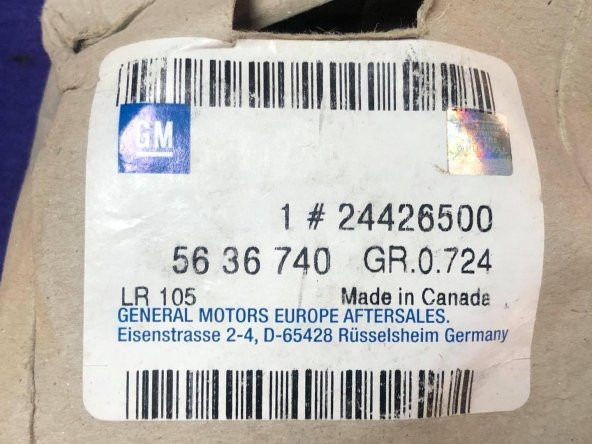 GM
1 # 24426500
56 36 740 GR.0.724
LR 105 Made in Canada
GENERAL MOTORS EUROPE AFTERSALES.
Eisenstrasse 2-4, D-65428 Rüsselsheim Germany